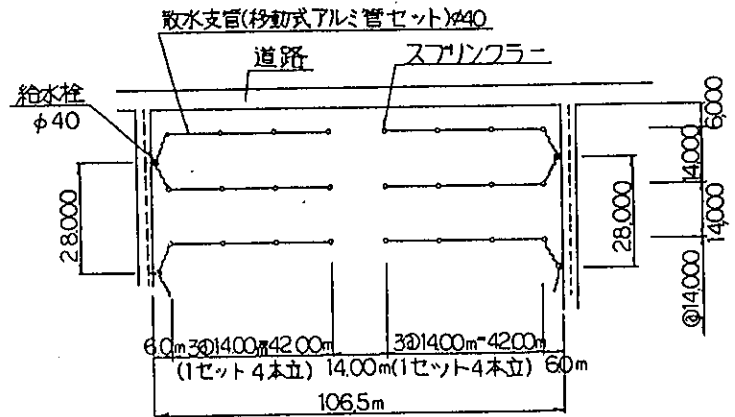 散水支管(移動式アルミ管セット)φ40
道路
スプリンクラー
給水栓
φ40
6,000
14,000
14,000
@14,000
28,000
28,000
6.0m 3@14.00m=42.00m
14.00m
3@14.00m=42.00m
6.0m
(1セット4本立)
(1セット4本立)
106.5m